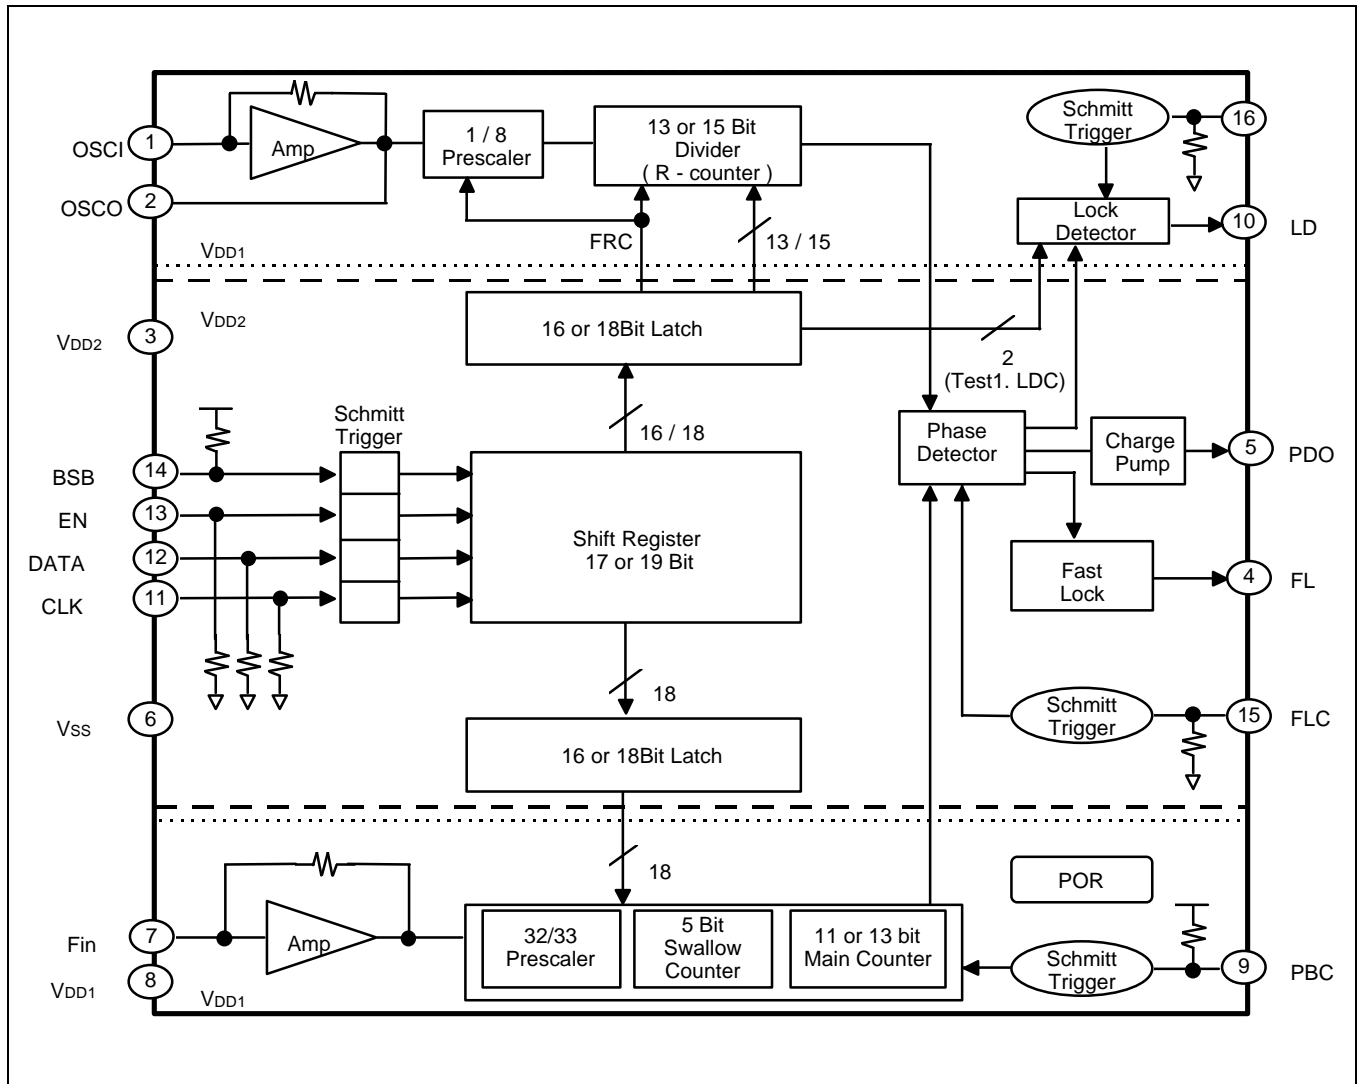 OSCI
1
Amp
1 / 8
Prescaler
13 or 15 Bit
Divider
( R - counter )
Schmitt
Trigger
16
OSCO
2
FRC
13 / 15
Lock
Detector
10
LD
VDD1
VDD2
3
VDD2
16 or 18Bit Latch
2
(Test1. LDC)
Schmitt
Trigger
16 / 18
Phase
Detector
Charge
Pump
5
PDO
BSB
14
EN
13
DATA
12
CLK
11
Shift Register
17 or 19 Bit
Fast
Lock
4
FL
18
Vss
6
16 or 18Bit Latch
Schmitt
Trigger
15
FLC
18
POR
Fin
7
Amp
32/33
Prescaler
5 Bit
Swallow
Counter
11 or 13 bit
Main Counter
Schmitt
Trigger
9
PBC
VDD1
8
VDD1